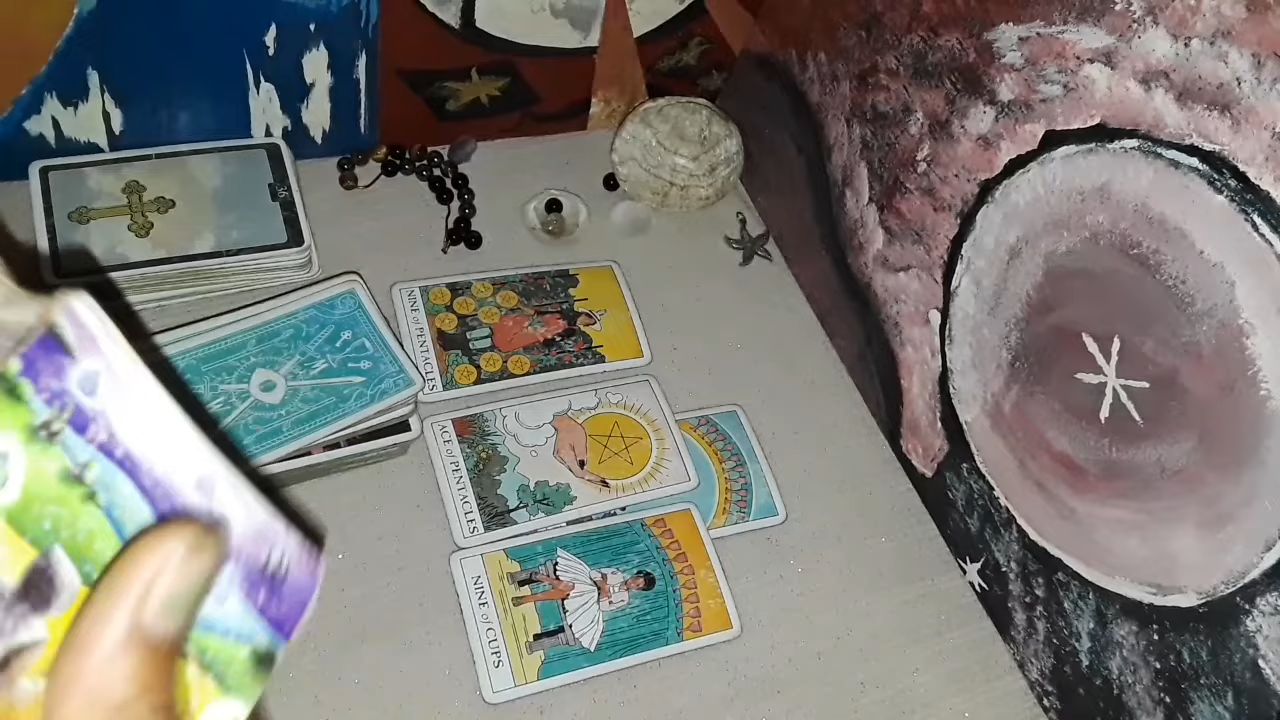 36
NINE of PENTACLES
ACE of PENTACLES
NINE of CUPS